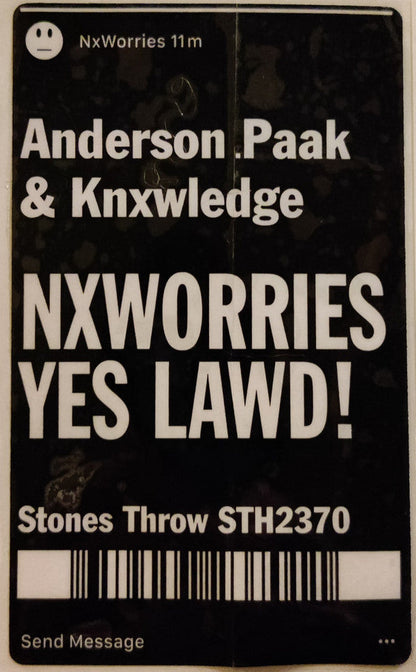 NxWorries 11m
Anderson .Paak
& Knxwledge
NXWORRIES
YES LAWD!
Stones Throw STH2370
Send Message